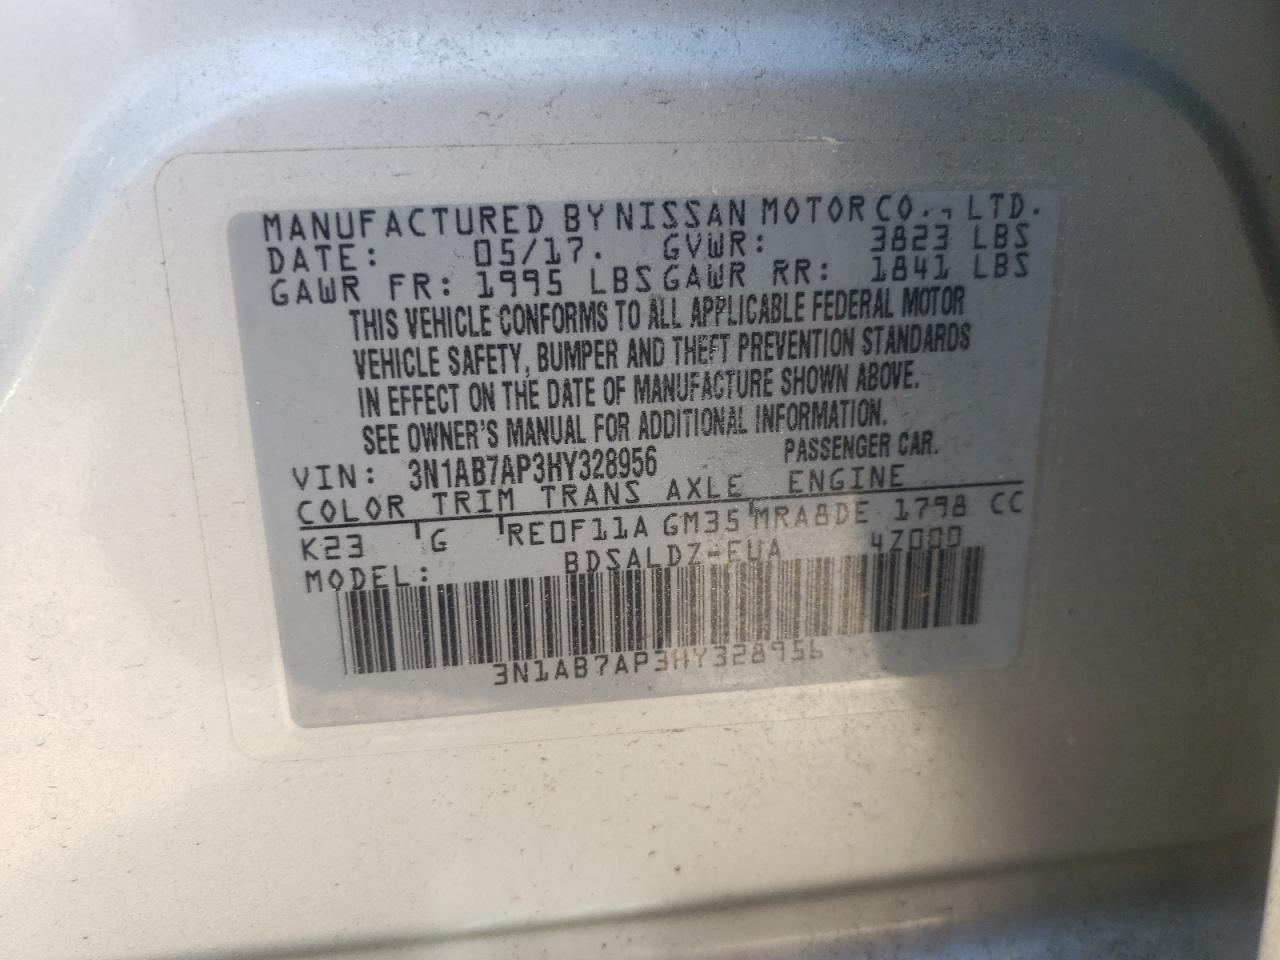 MANUFACTURED BY NISSAN MOTOR CO., LTD.
DATE: 05/17. GVWR: 3823 LBS
GAWR FR: 1995 LBS GAWR RR: 1841 LBS
THIS VEHICLE CONFORMS TO ALL APPLICABLE FEDERAL MOTOR
VEHICLE SAFETY, BUMPER AND THEFT PREVENTION STANDARDS
IN EFFECT ON THE DATE OF MANUFACTURE SHOWN ABOVE.
SEE OWNER'S MANUAL FOR ADDITIONAL INFORMATION.
VIN: 3N1AB7AP3HY328956 PASSENGER CAR.
COLOR TRIM TRANS AXLE ENGINE
K23 G RE0F11A GM35 MRA8DE 1798 CC
MODEL: BDSALDZ-EUA 4Z000
3N1AB7AP3HY328956